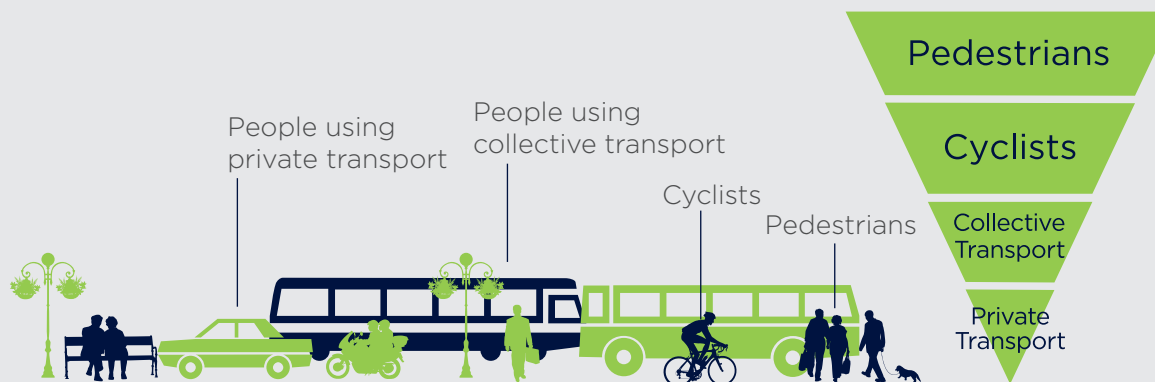 People using
private transport
People using
collective transport
Cyclists
Pedestrians
Pedestrians
Cyclists
Collective
Transport
Private
Transport